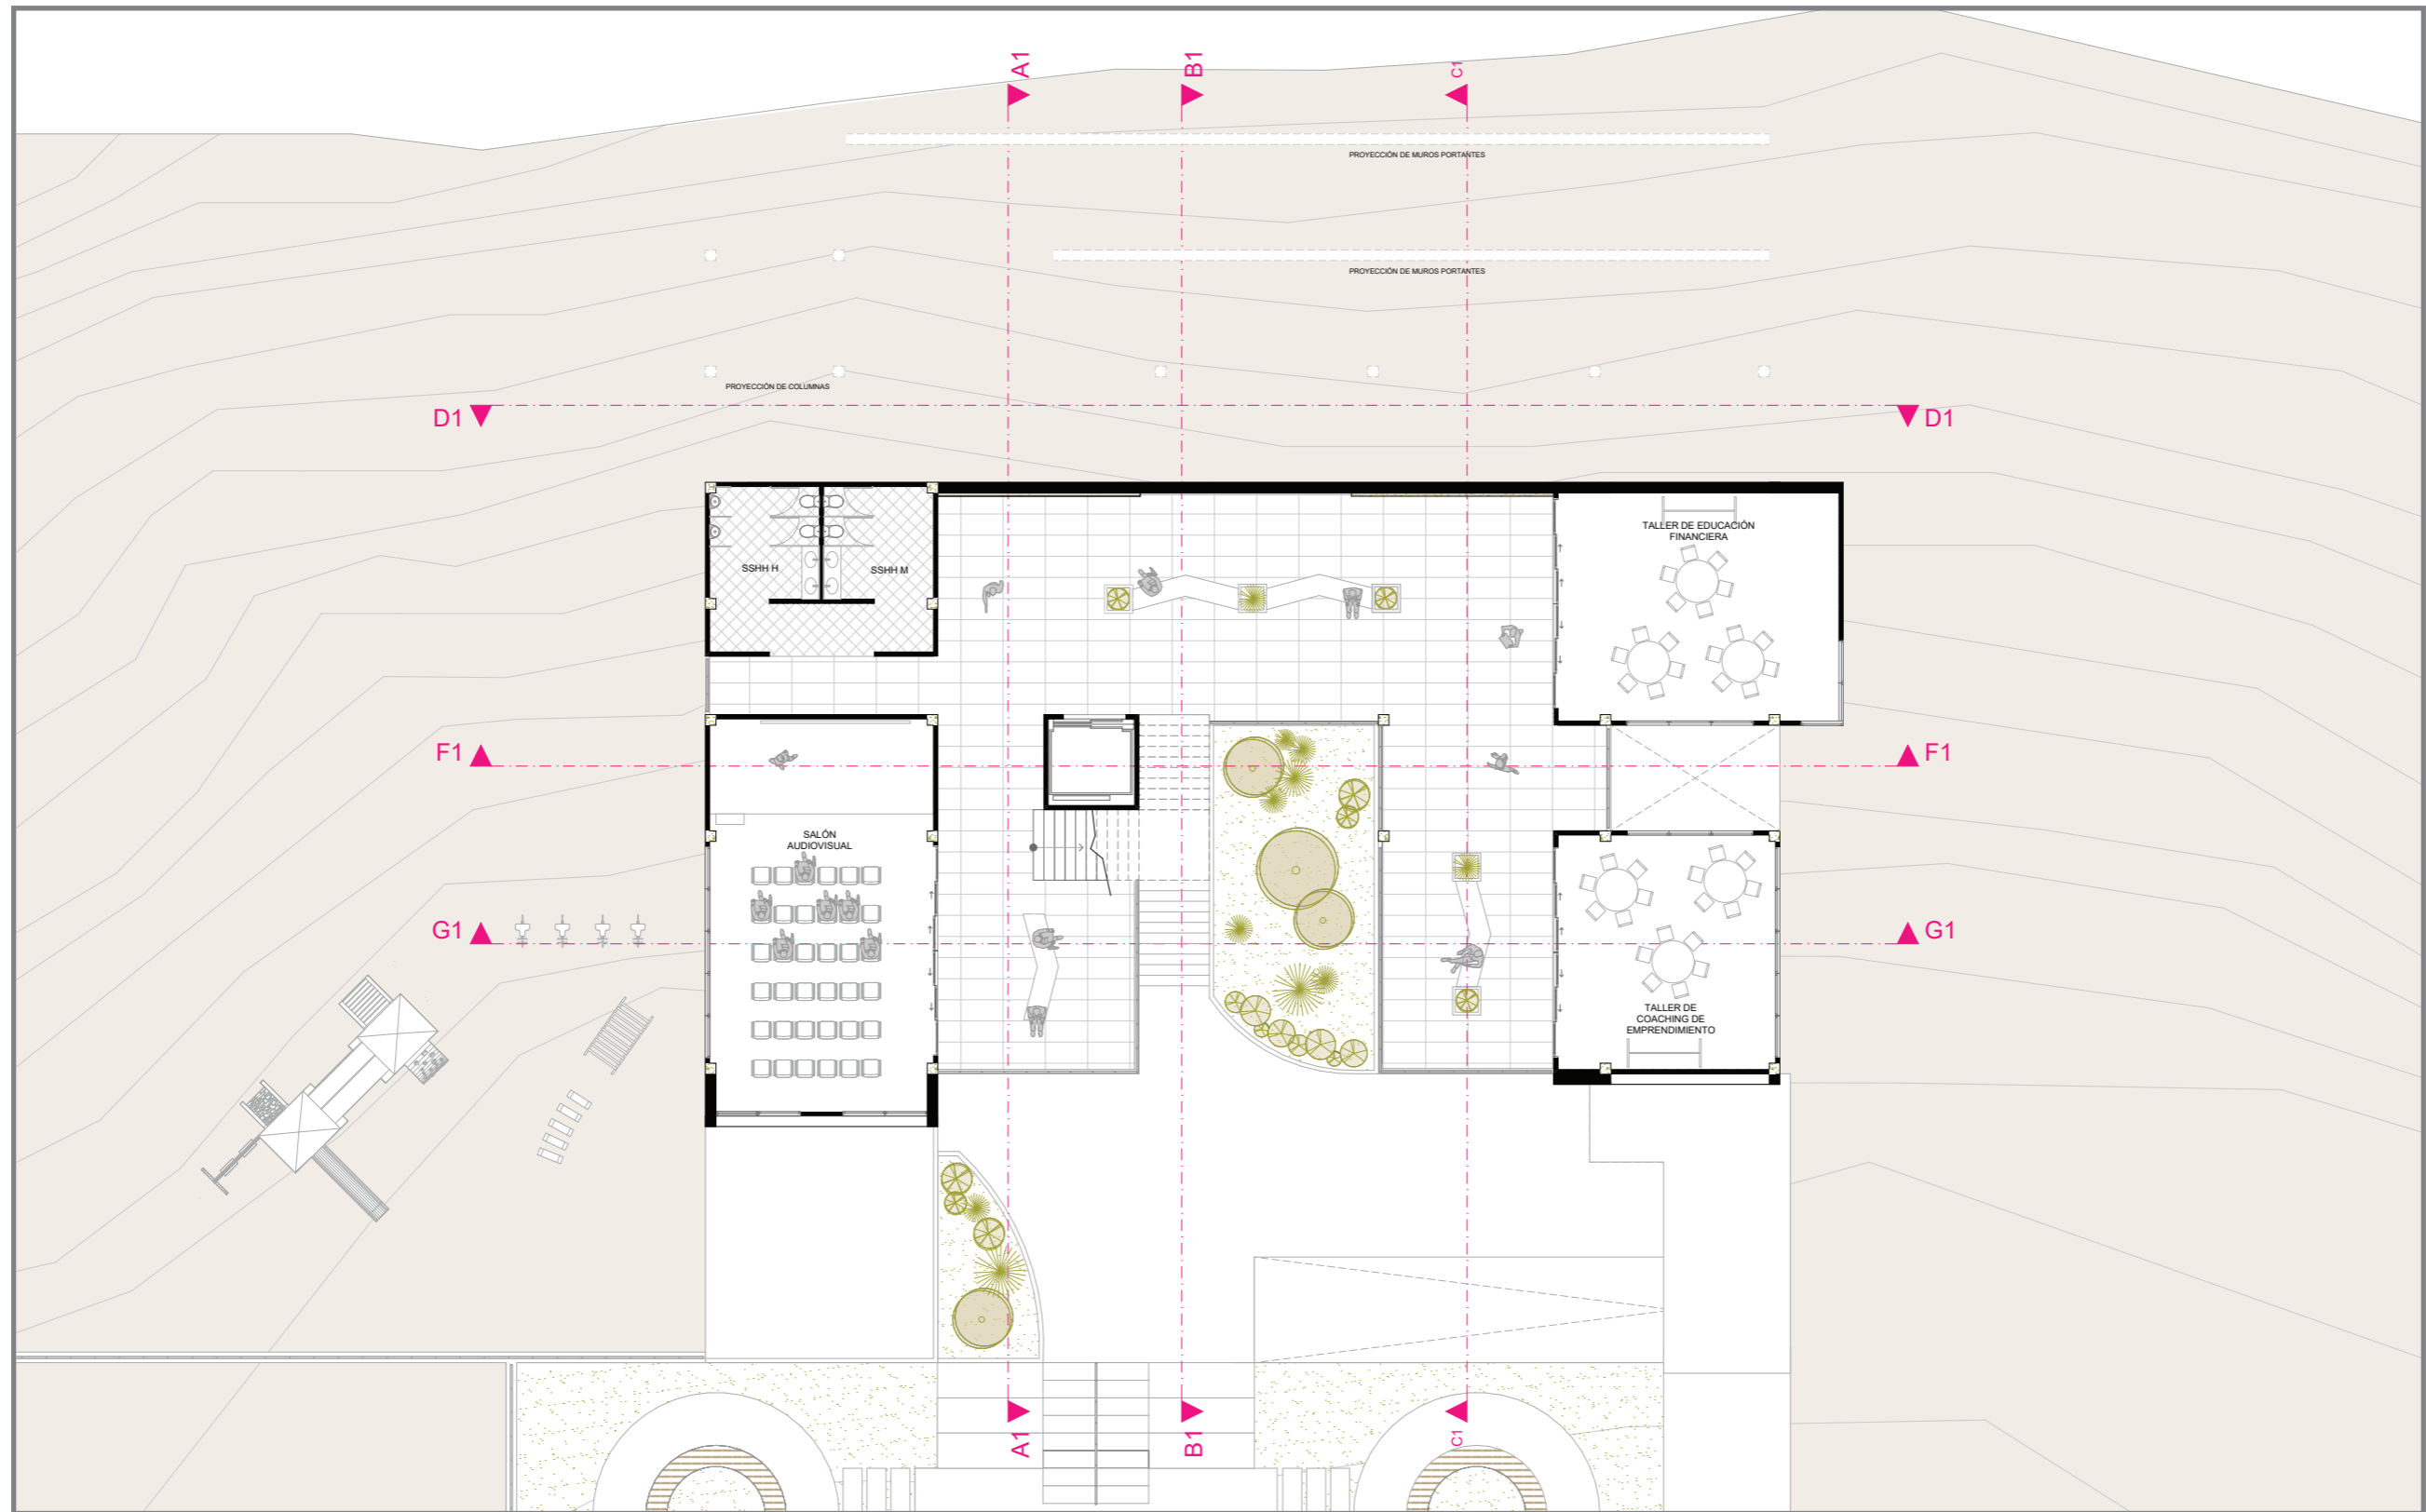 A1
B1
C1
PROYECCIÓN DE MUROS PORTANTES
PROYECCIÓN DE MUROS PORTANTES
PROYECCIÓN DE COLUMNAS
D1
D1
TALLER DE EDUCACIÓN
FINANCIERA
SSHH H
SSHH M
F1
F1
SALÓN
AUDIOVISUAL
G1
G1
TALLER DE
COACHING DE
EMPRENDIMIENTO
A1
B1
C1